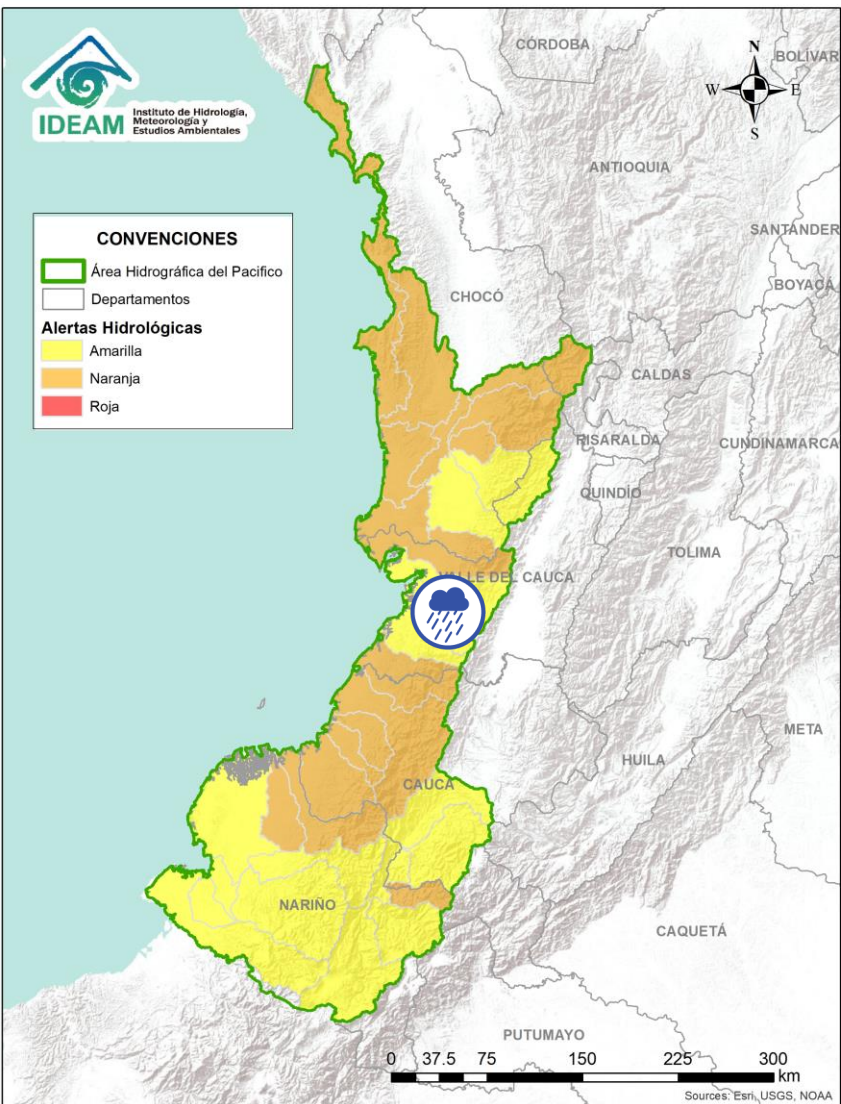 IDEAM
Instituto de Hidrología,
Meteorología y
Estudios Ambientales
CÓRDOBA
N
BOLÍVAR
W
E
S
ANTIOQUIA
SANTANDER
CONVENCIONES
Área Hidrográfica del Pacifico
Departamentos
Alertas Hidrológicas
Amarilla
Naranja
Roja
BOYACÁ
CHOCÓ
CALDAS
RISARALDA
CUNDINAMARCA
QUINDÍO
TOLIMA
VALLE DEL CAUCA
META
HUILA
CAUCA
NARIÑO
CAQUETÁ
PUTUMAYO
0 37.5 75 150 225 300
km
Sources: Esri, USGS, NOAA